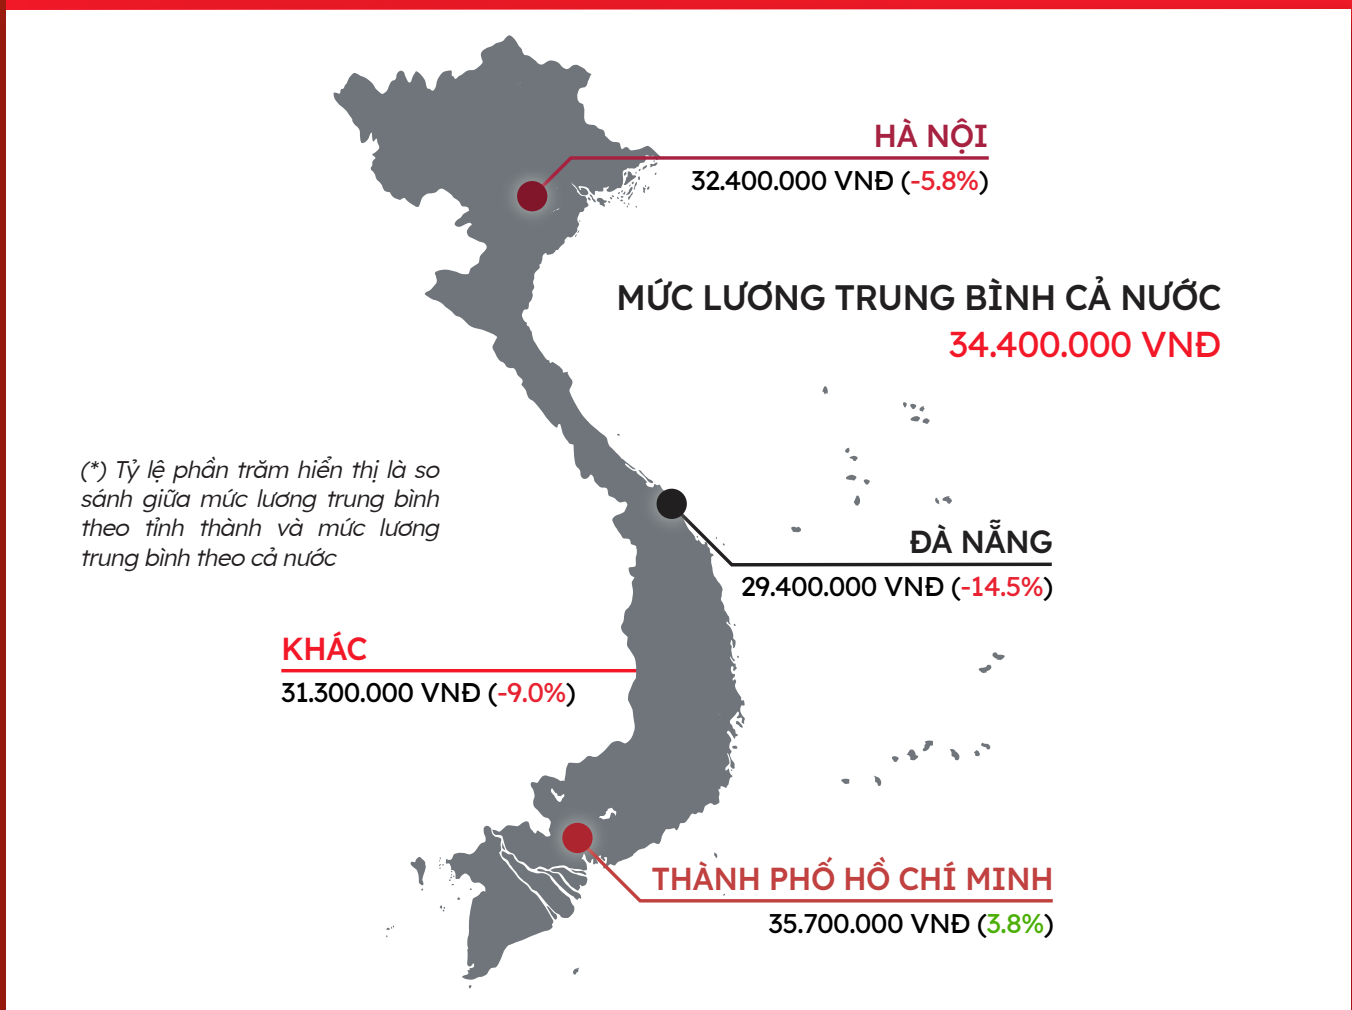 HÀ NỘI
32.400.000 VNĐ (-5.8%)
MỨC LƯƠNG TRUNG BÌNH CẢ NƯỚC
34.400.000 VNĐ
(*) Tỷ lệ phần trăm hiển thị là so
sánh giữa mức lương trung bình
theo tỉnh thành và mức lương
trung bình theo cả nước
ĐÀ NẴNG
29.400.000 VNĐ (-14.5%)
KHÁC
31.300.000 VNĐ (-9.0%)
THÀNH PHỐ HỒ CHÍ MINH
35.700.000 VNĐ (3.8%)